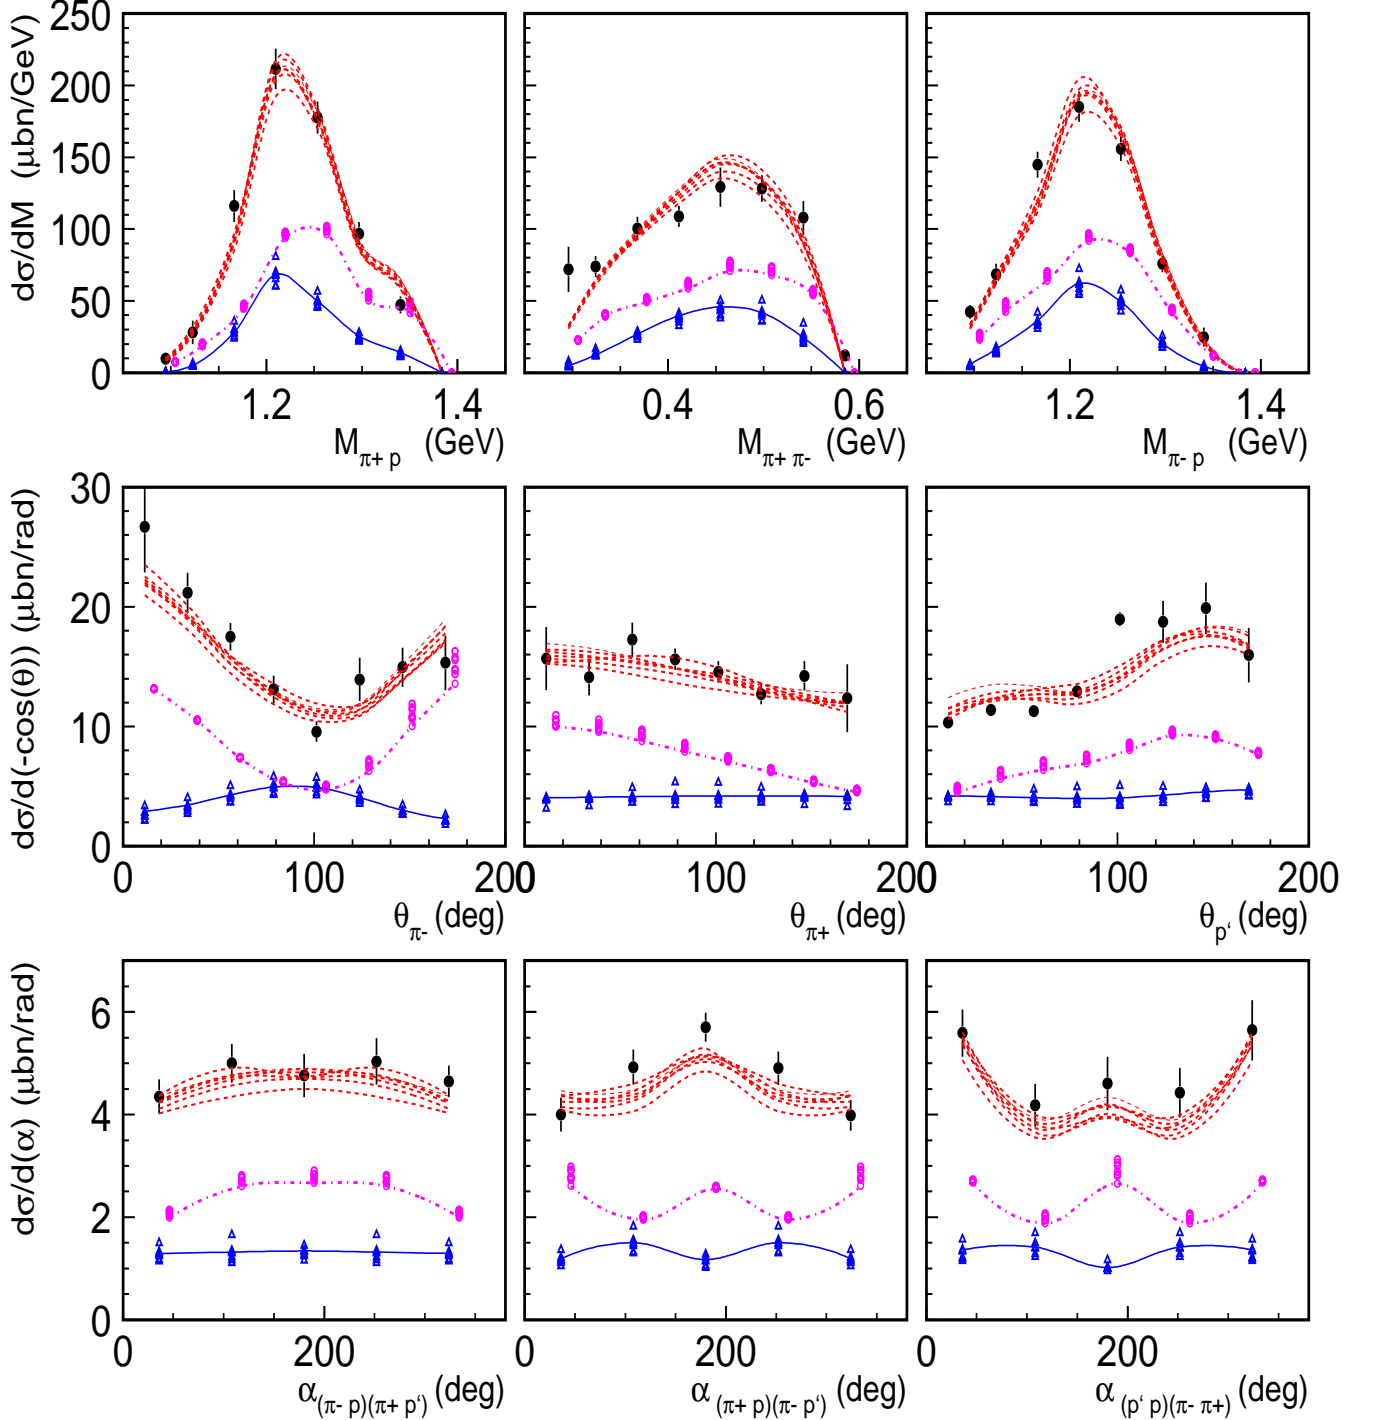 dσ/dM (μbn/GeV)
250
200
150
100
50
0
1.2 1.4
M π+ p (GeV)
0.4 0.6
M π+ π- (GeV)
1.2 1.4
M π- p (GeV)
dσ/d(-cos(θ)) (μbn/rad)
30
20
10
0
0 100 200
θ π- (deg)
0 100 200
θ π+ (deg)
0 100 200
θ p' (deg)
dσ/d(α) (μbn/rad)
6
4
2
0
0 200
α (π- p)(π+ p') (deg)
0 200
α (π+ p)(π- p') (deg)
0 200
α (p' p)(π- π+) (deg)